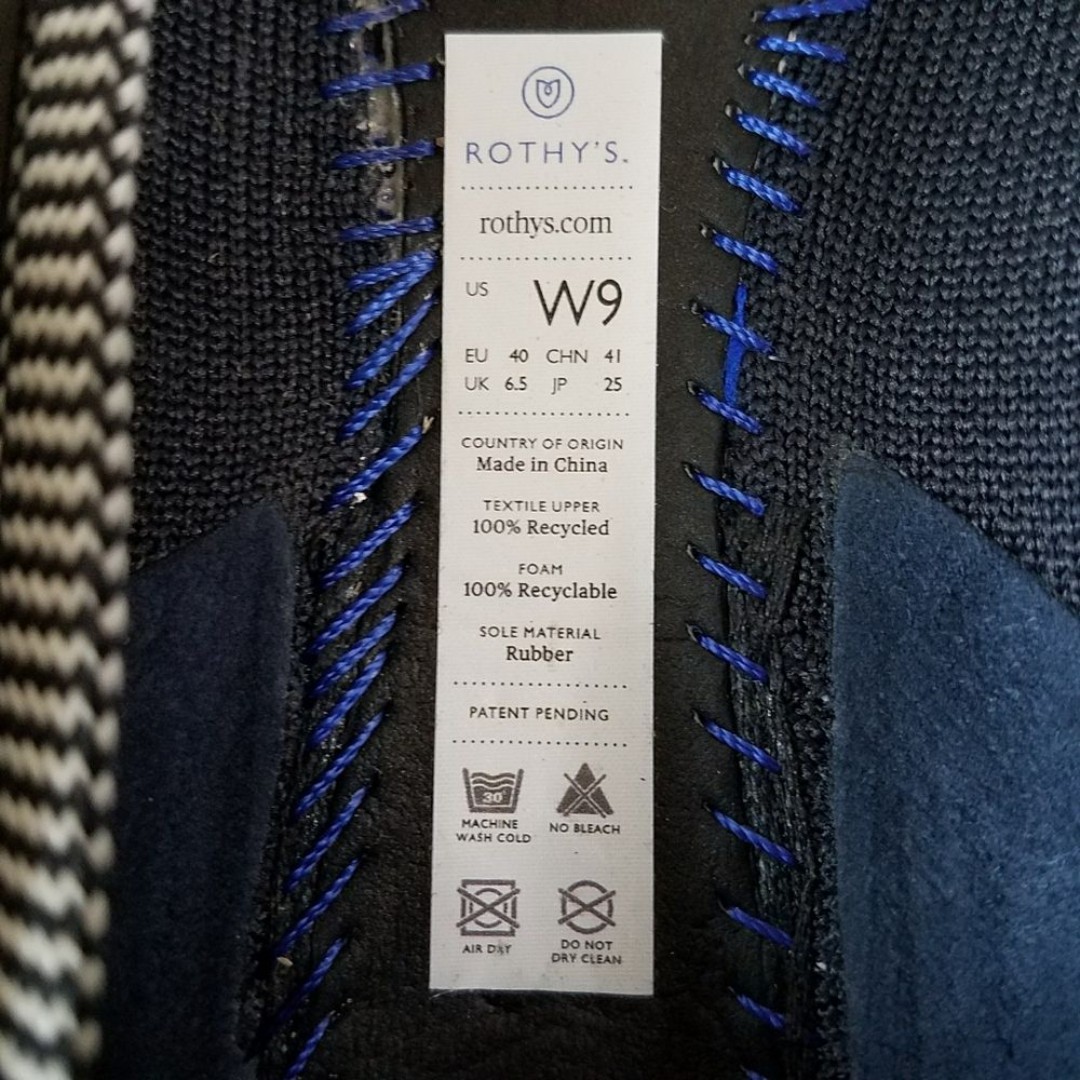 ROTHY'S.
rothys.com
US W9
EU 40 CHN 41
UK 6.5 JP 25
COUNTRY OF ORIGIN
Made in China
TEXTILE UPPER
100% Recycled
FOAM
100% Recyclable
SOLE MATERIAL
Rubber
PATENT PENDING
30°
MACHINE
WASH COLD
NO BLEACH
AIR DRY
DO NOT
DRY CLEAN